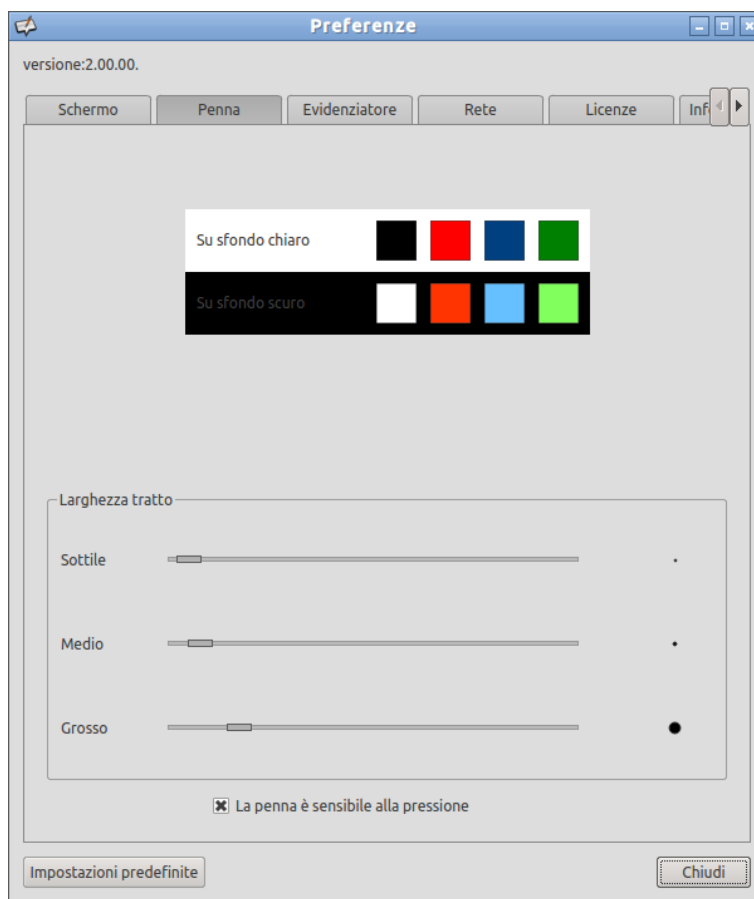 Preferenze
versione:2.00.00.
Schermo Penna Evidenziatore Rete Licenze Inf
Su sfondo chiaro
Su sfondo scuro
Larghezza tratto
Sottile
Medio
Grosso
La penna è sensibile alla pressione
Impostazioni predefinite Chiudi